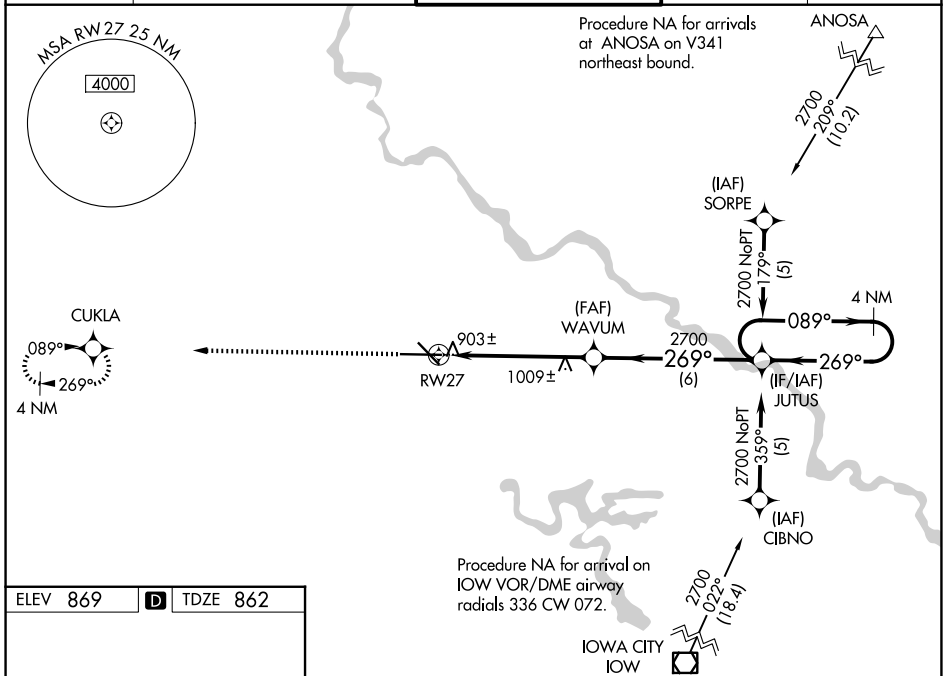 MSA RW 27 25 NM
4000
Procedure NA for arrivals
at ANOSA on V341
northeast bound.
ANOSA
2700
209°
(10.2)
(IAF)
SORPE
2700 NoPT
179°
(5)
4 NM
089°
269°
(IF/IAF)
JUTUS
CUKLA
089°
269°
4 NM
903±
RW27
1009±
(FAF)
WAVUM
2700
269°
(6)
2700 NoPT
359°
(5)
(IAF)
CIBNO
Procedure NA for arrival on
IOW VOR/DME airway
radials 336 CW 072.
2700
022°
(18.4)
IOWA CITY
IOW
ELEV 869 D TDZE 862